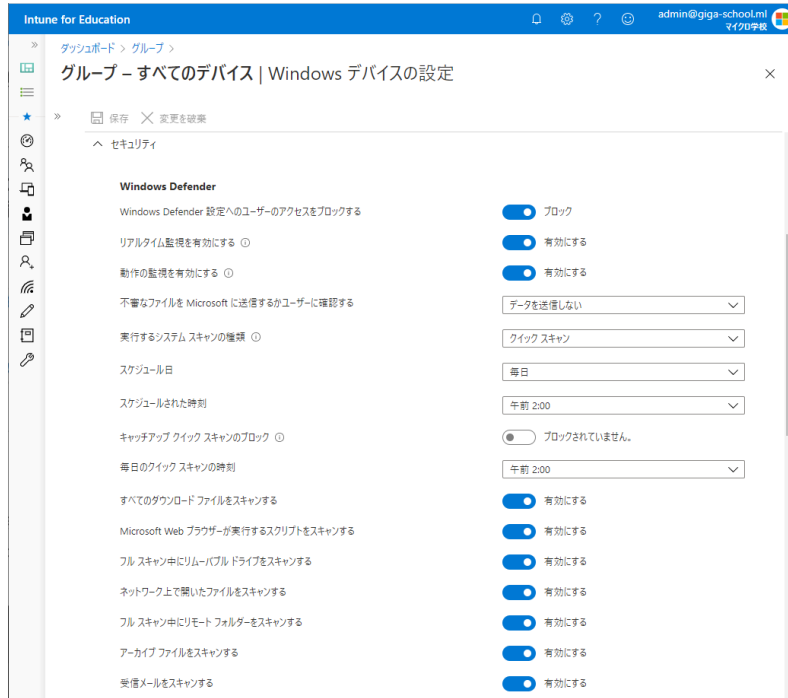 Intune for Education
admin@giga-school.ml
マイクロ学校
ダッシュボード > グループ >
グループ – すべてのデバイス | Windows デバイスの設定
保存 変更を破棄
セキュリティ
Windows Defender
Windows Defender 設定へのユーザーのアクセスをブロックする ブロック
リアルタイム監視を有効にする 有効にする
動作の監視を有効にする 有効にする
不審なファイルを Microsoft に送信するかユーザーに確認する データを送信しない
実行するシステム スキャンの種類 クイック スキャン
スケジュール日 毎日
スケジュールされた時刻 午前 2:00
キャッチアップ クイック スキャンのブロック ブロックされていません。
毎日のクイック スキャンの時刻 午前 2:00
すべてのダウンロード ファイルをスキャンする 有効にする
Microsoft Web ブラウザーが実行するスクリプトをスキャンする 有効にする
フル スキャン中にリムーバブル ドライブをスキャンする 有効にする
ネットワーク上で開いたファイルをスキャンする 有効にする
フル スキャン中にリモート フォルダーをスキャンする 有効にする
アーカイブ ファイルをスキャンする 有効にする
受信メールをスキャンする 有効にする